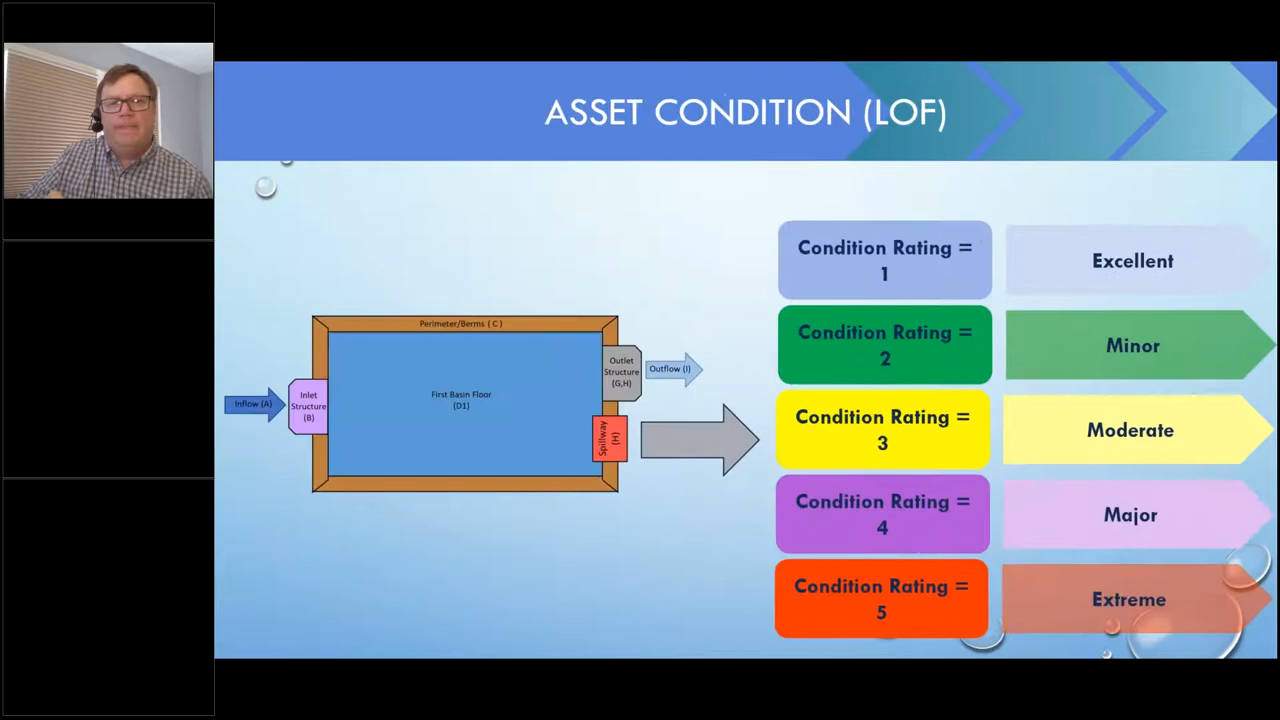 ASSET CONDITION (LOF)
Perimeter/Berms ( C )
Inflow (A)
Inlet
Structure
(B)
First Basin Floor
(D1)
Outlet
Structure
(G,H)
Outflow (I)
Spillway
(H)
Condition Rating =
1
Excellent
Condition Rating =
2
Minor
Condition Rating =
3
Moderate
Condition Rating =
4
Major
Condition Rating =
5
Extreme